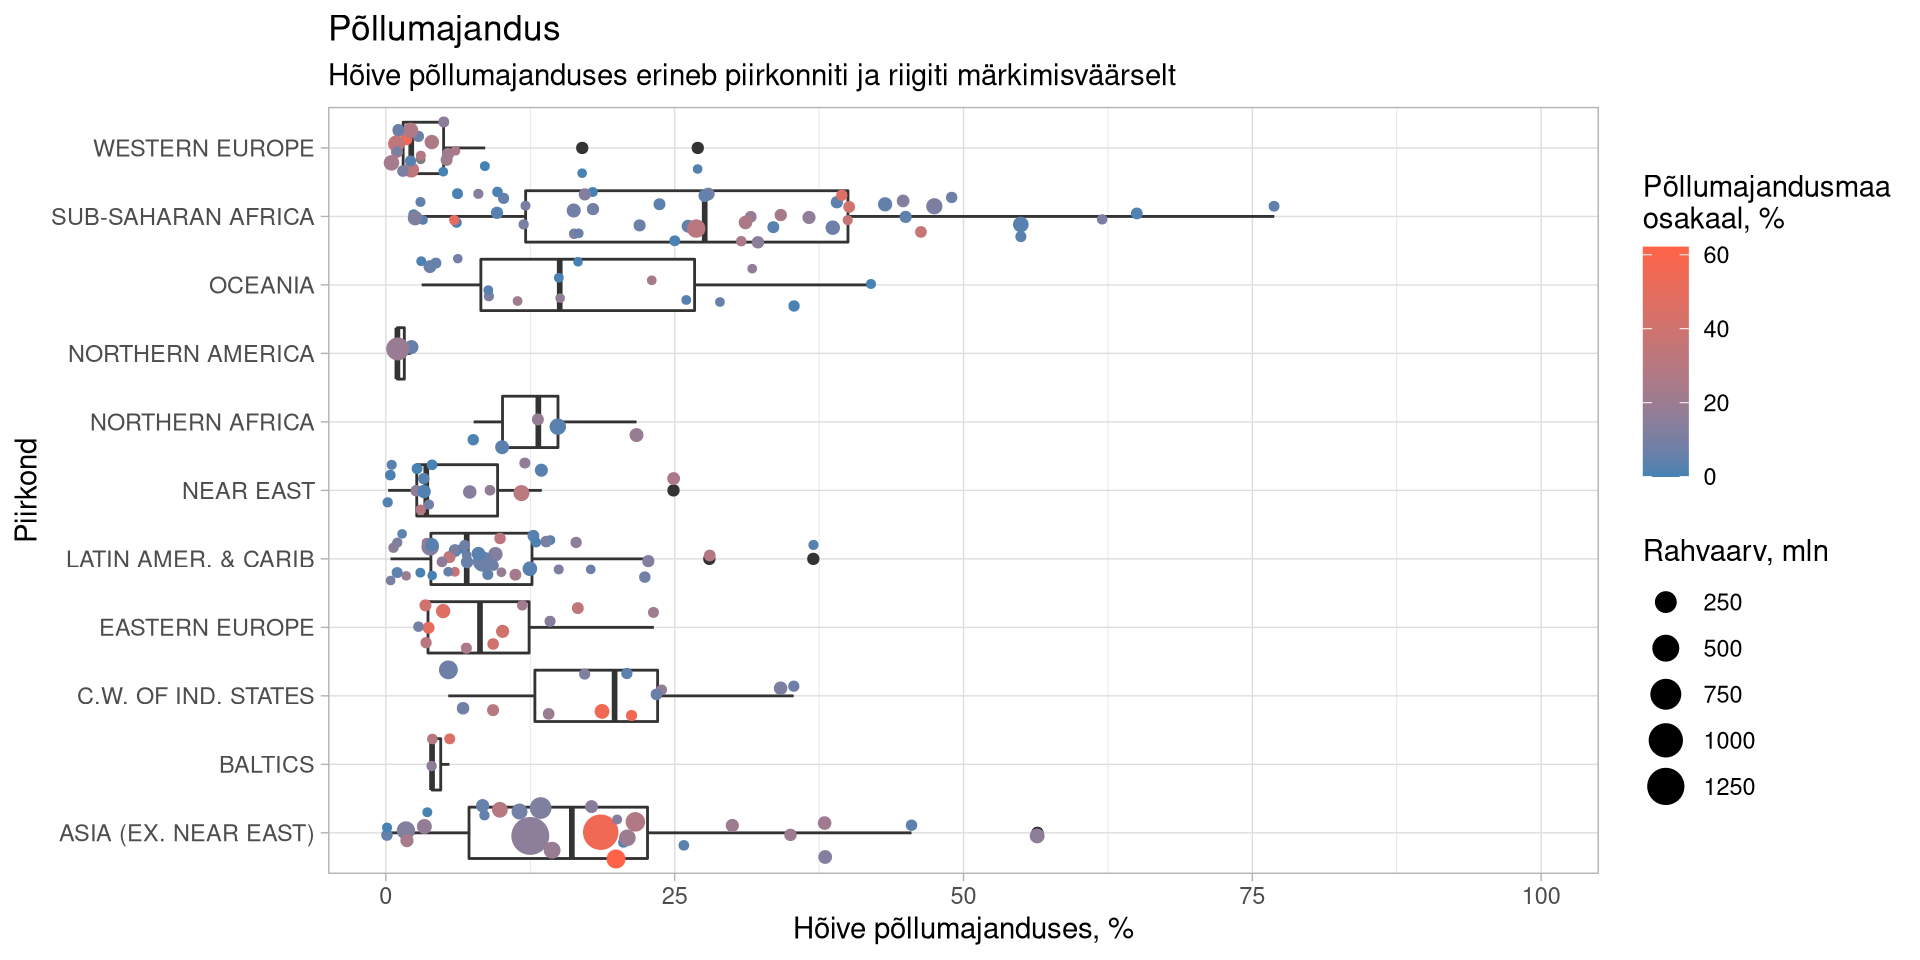 Põllumajandus
Hõive põllumajanduses erineb piirkonniti ja riigiti märkimisväärselt
Piirkond
WESTERN EUROPE
SUB-SAHARAN AFRICA
OCEANIA
NORTHERN AMERICA
NORTHERN AFRICA
NEAR EAST
LATIN AMER. & CARIB
EASTERN EUROPE
C.W. OF IND. STATES
BALTICS
ASIA (EX. NEAR EAST)
0 25 50 75 100
Hõive põllumajanduses, %
Põllumajandusmaa
osakaal, %
60
40
20
0
Rahvaarv, mln
250
500
750
1000
1250